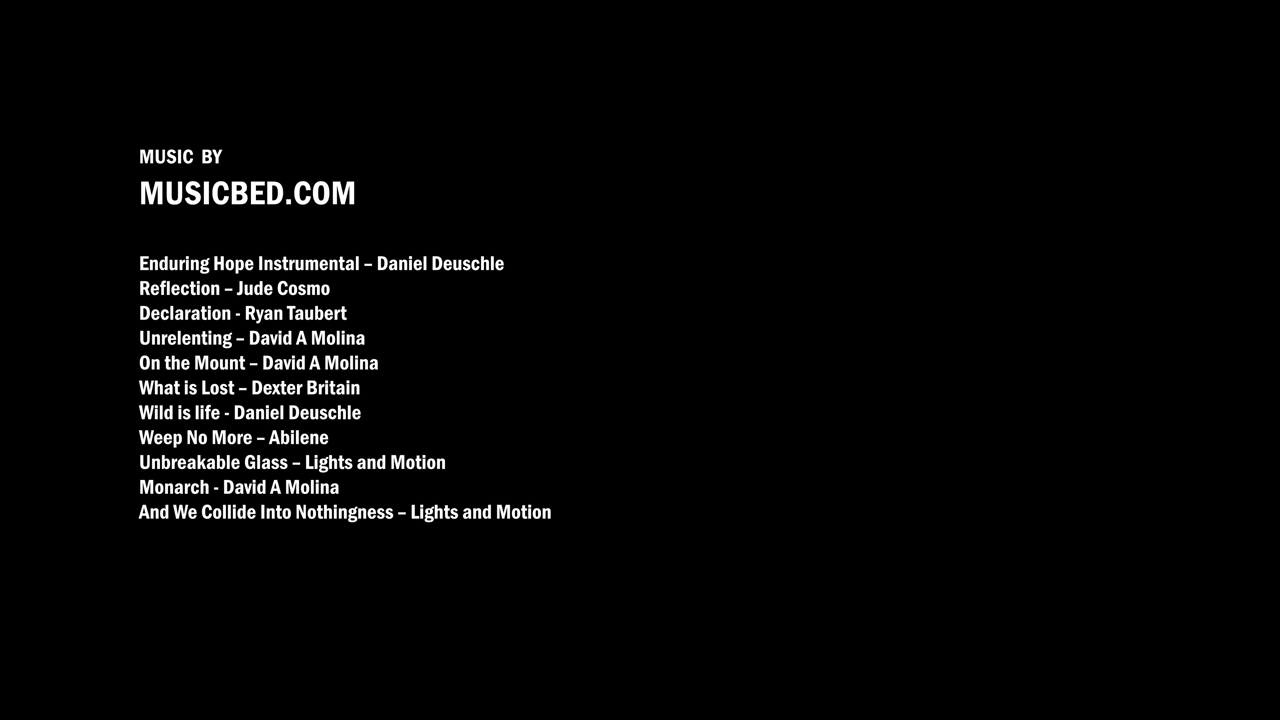 MUSIC BY
MUSICBED.COM
Enduring Hope Instrumental – Daniel Deuschle
Reflection – Jude Cosmo
Declaration - Ryan Taubert
Unrelenting – David A Molina
On the Mount – David A Molina
What is Lost – Dexter Britain
Wild is life - Daniel Deuschle
Weep No More – Abilene
Unbreakable Glass – Lights and Motion
Monarch - David A Molina
And We Collide Into Nothingness – Lights and Motion